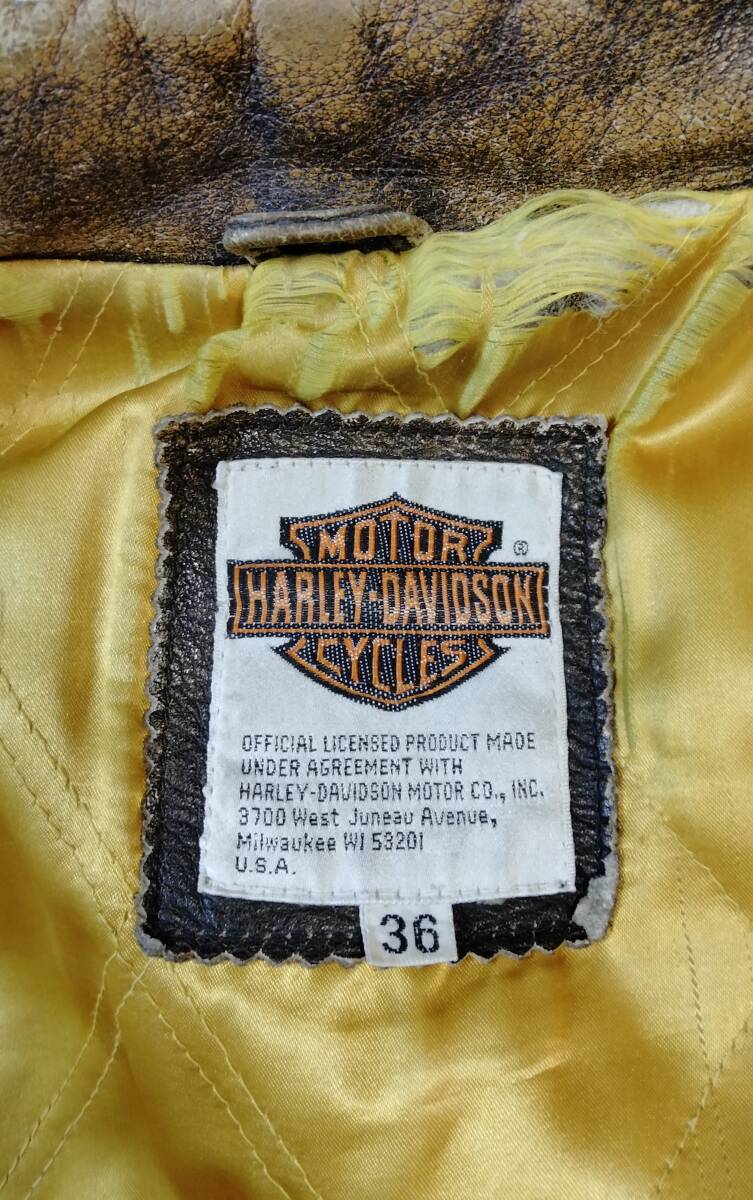 MOTOR
®
HARLEY-DAVIDSON
CYCLES
OFFICIAL LICENSED PRODUCT MADE
UNDER AGREEMENT WITH
HARLEY-DAVIDSON MOTOR CO., INC.
3700 West Juneau Avenue,
Milwaukee WI 53201
U.S.A.
36